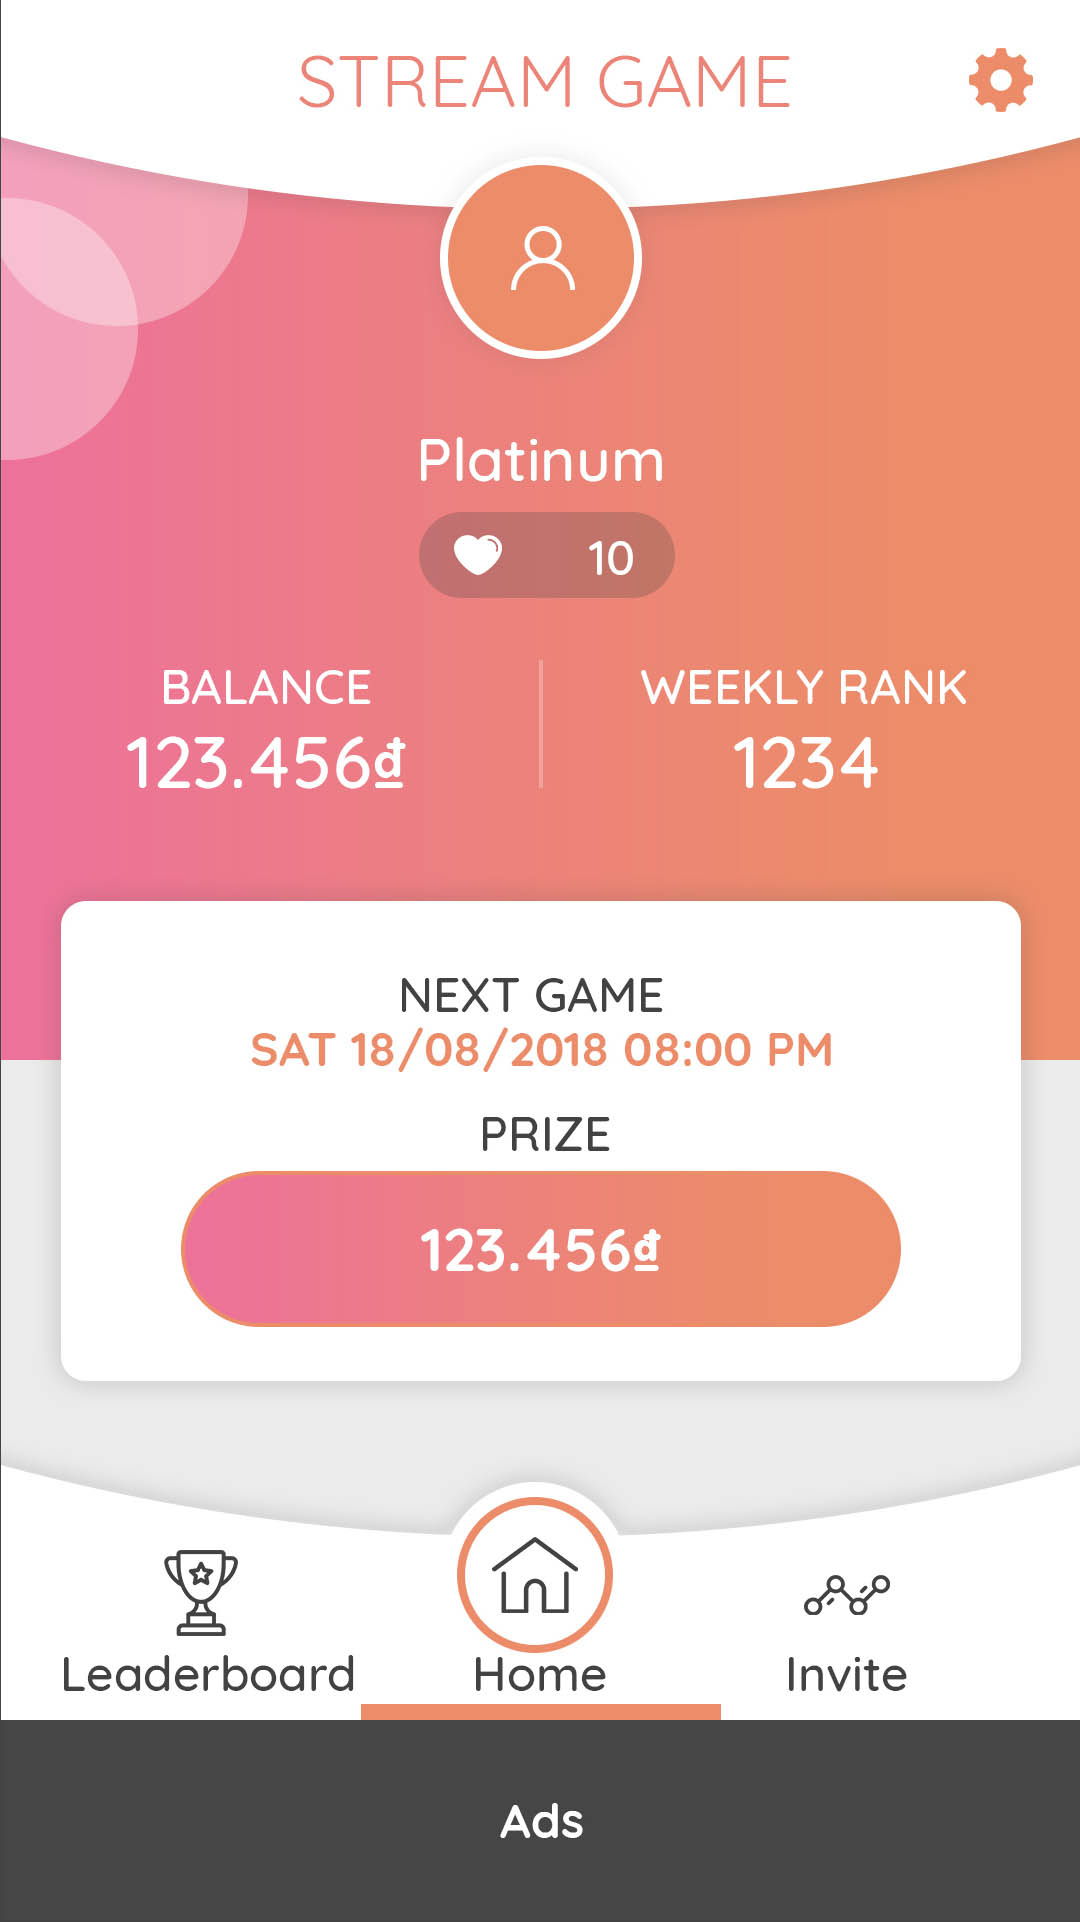 STREAM GAME
Platinum
10
BALANCE
123.456₫
WEEKLY RANK
1234
NEXT GAME
SAT 18/08/2018 08:00 PM
PRIZE
123.456₫
Leaderboard
Home
Invite
Ads